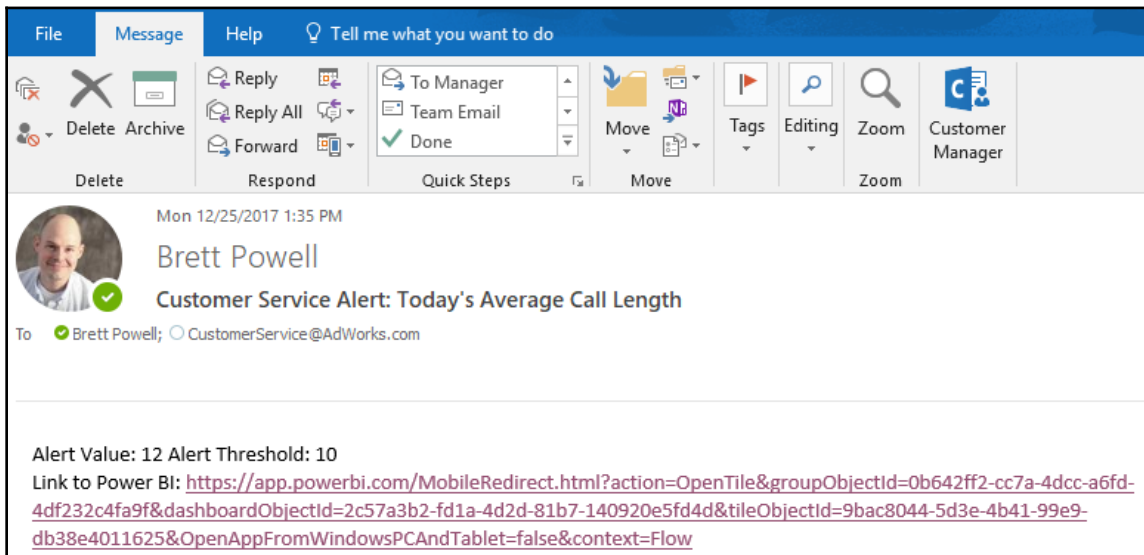 File Message Help Tell me what you want to do
Delete Archive
Reply
Reply All
Forward
To Manager
Team Email
Done
Move
Tags
Editing
Zoom
Customer
Manager
Delete Respond Quick Steps Move Zoom
Mon 12/25/2017 1:35 PM
Brett Powell
Customer Service Alert: Today's Average Call Length
To Brett Powell; CustomerService@AdWorks.com
Alert Value: 12 Alert Threshold: 10
Link to Power BI: https://app.powerbi.com/MobileRedirect.html?action=OpenTile&groupObjectId=0b642ff2-cc7a-4dcc-a6fd-
4df232c4fa9f&dashboardObjectId=2c57a3b2-fd1a-4d2d-81b7-140920e5fd4d&tileObjectId=9bac8044-5d3e-4b41-99e9-
db38e4011625&OpenAppFromWindowsPCAndTablet=false&context=Flow